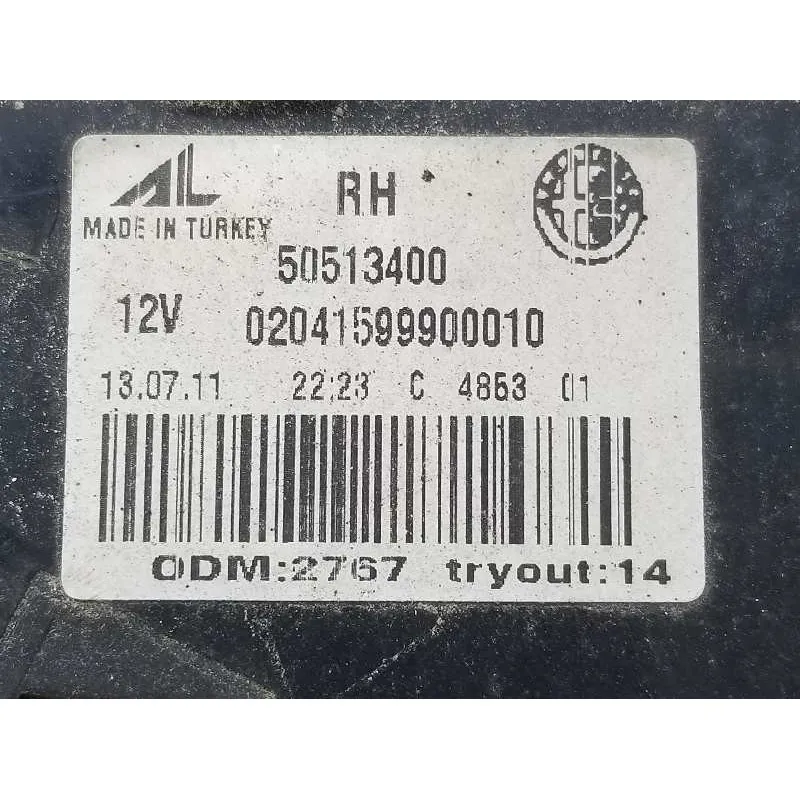 AL RH
MADE IN TURKEY
50513400
12V 02041599900010
13.07.11 22:23 C 4853 01
ODM:2767 tryout:14